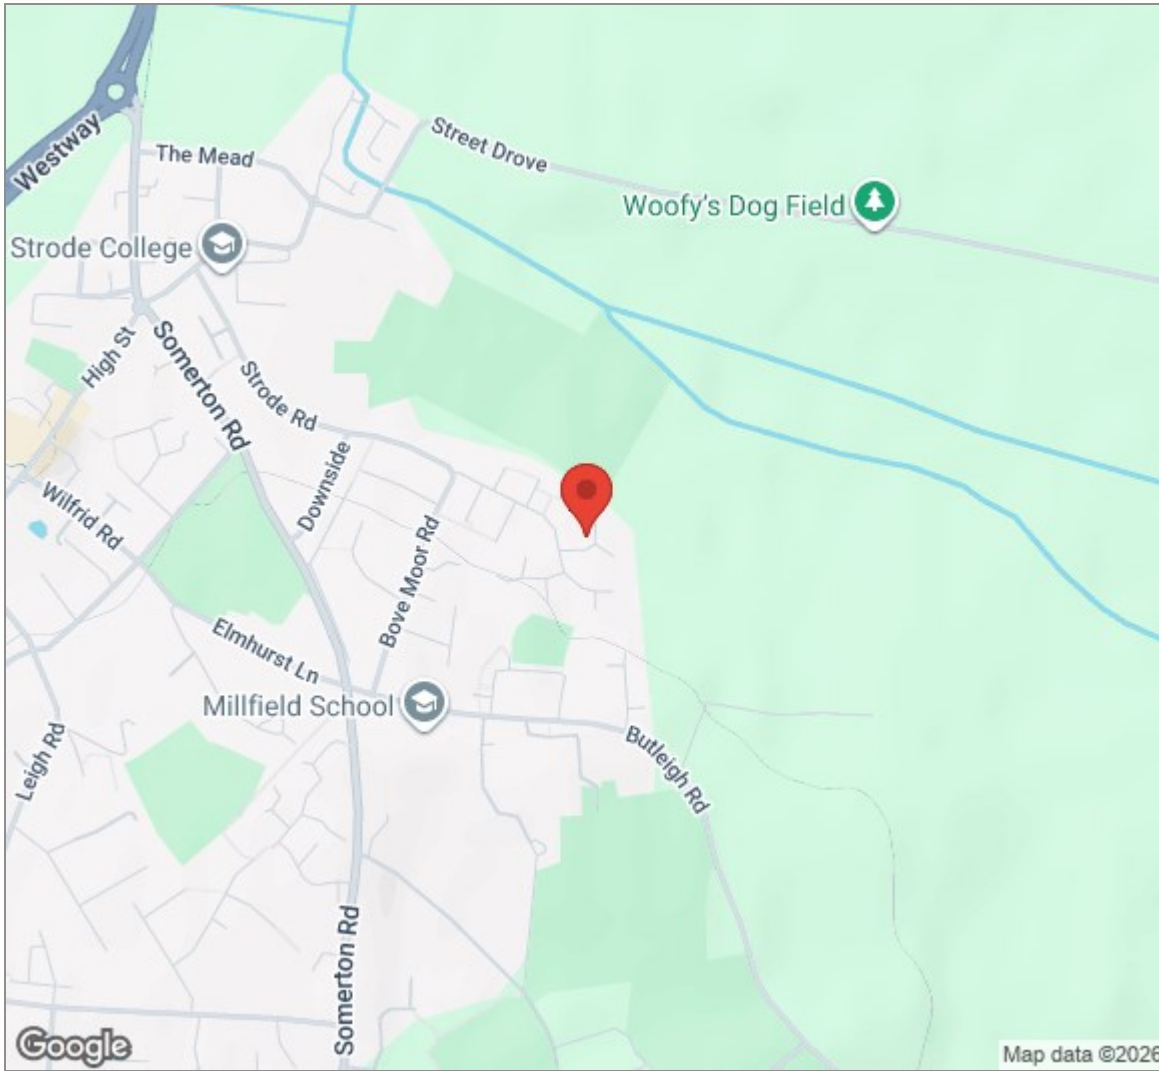 Westway
The Mead
Street Drove
Woofy's Dog Field
Strode College
High St
Somerton Rd
Strode Rd
Downside
Wilfrid Rd
Bove Moor Rd
Elmhurst Ln
Millfield School
Leigh Rd
Butleigh Rd
Somerton Rd
Google
Map data ©2026